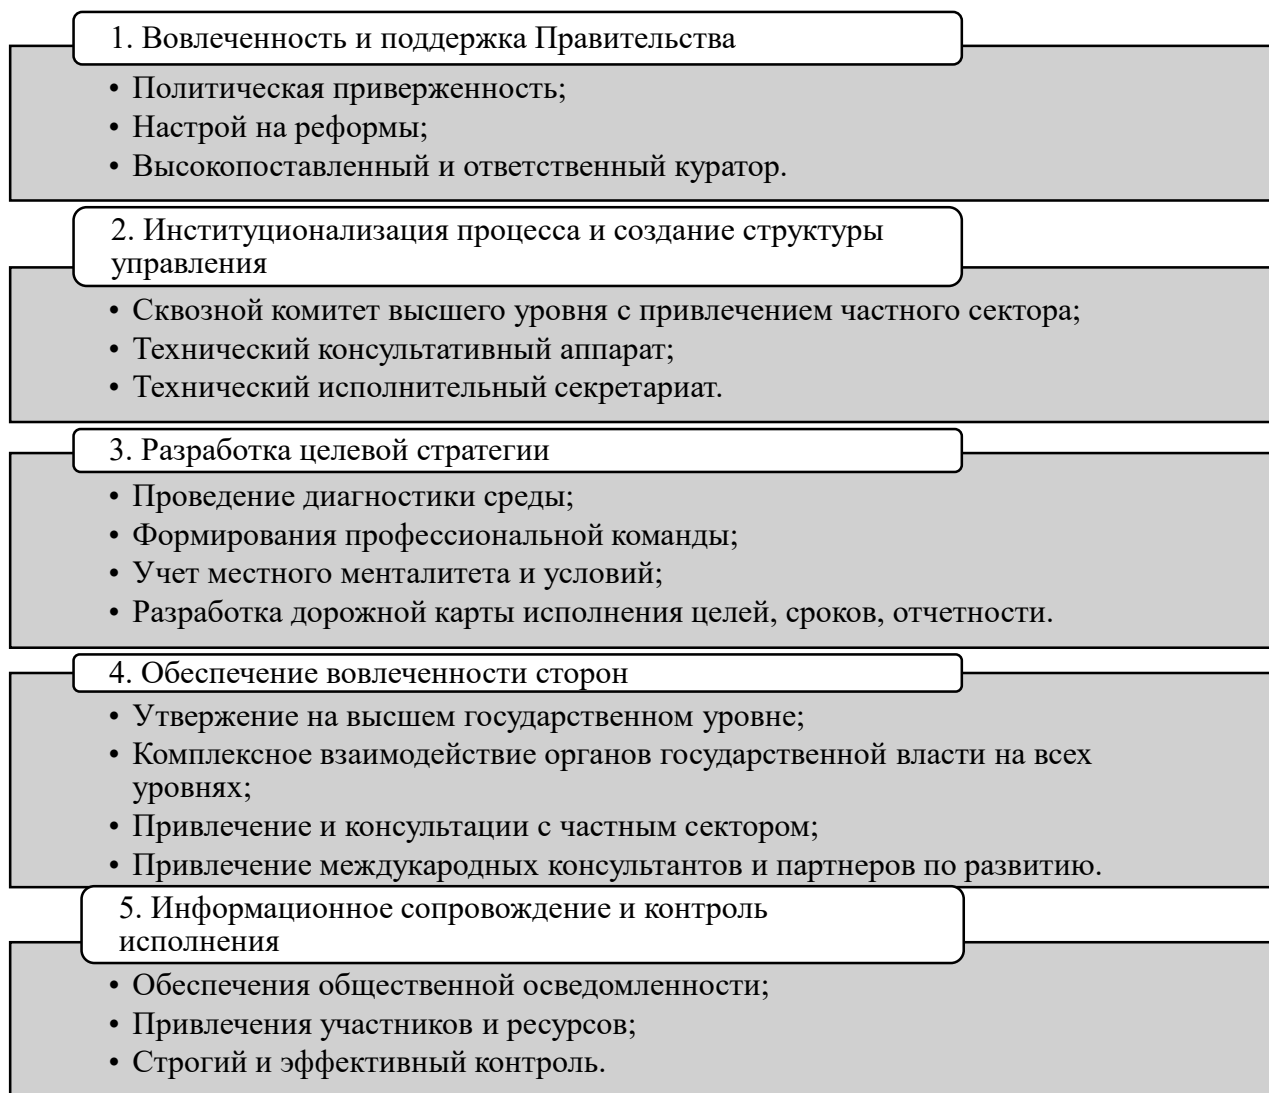 1. Вовлеченность и поддержка Правительства
• Политическая приверженность;
• Настрой на реформы;
• Высокопоставленный и ответственный куратор.
2. Институционализация процесса и создание структуры
управления
• Сквозной комитет высшего уровня с привлечением частного сектора;
• Технический консультативный аппарат;
• Технический исполнительный секретариат.
3. Разработка целевой стратегии
• Проведение диагностики среды;
• Формирования профессиональной команды;
• Учет местного менталитета и условий;
• Разработка дорожной карты исполнения целей, сроков, отчетности.
4. Обеспечение вовлеченности сторон
• Утвержение на высшем государственном уровне;
• Комплексное взаимодействие органов государственной власти на всех
уровнях;
• Привлечение и консультации с частным сектором;
• Привлечение междукародных консультантов и партнеров по развитию.
5. Информационное сопровождение и контроль
исполнения
• Обеспечения общественной осведомленности;
• Привлечения участников и ресурсов;
• Строгий и эффективный контроль.